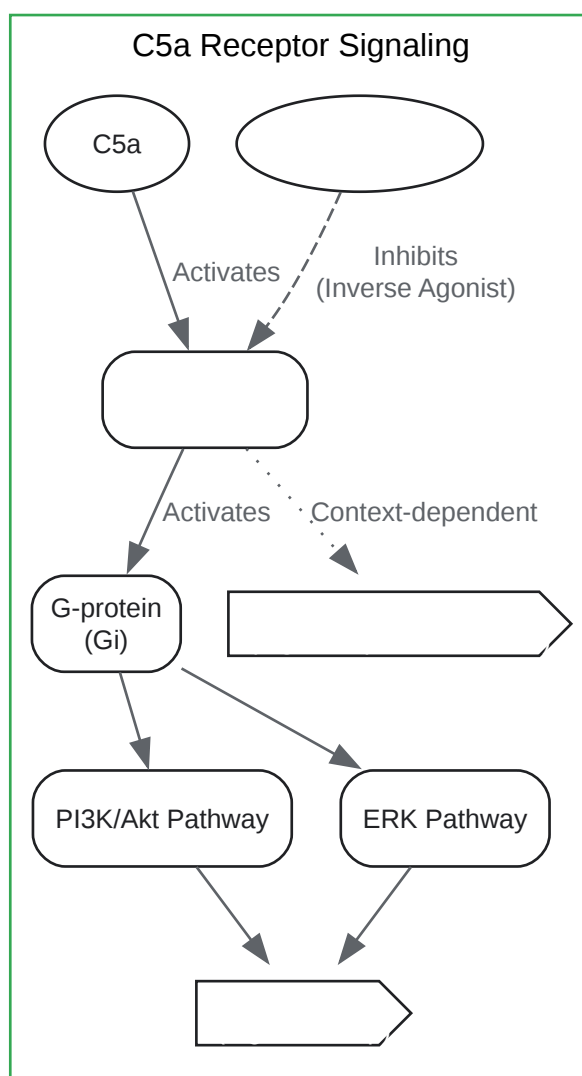 C5a Receptor Signaling
C5a
Activates
Inhibits
(Inverse Agonist)
Activates
Context-dependent
G-protein
(Gi)
PI3K/Akt Pathway
ERK Pathway